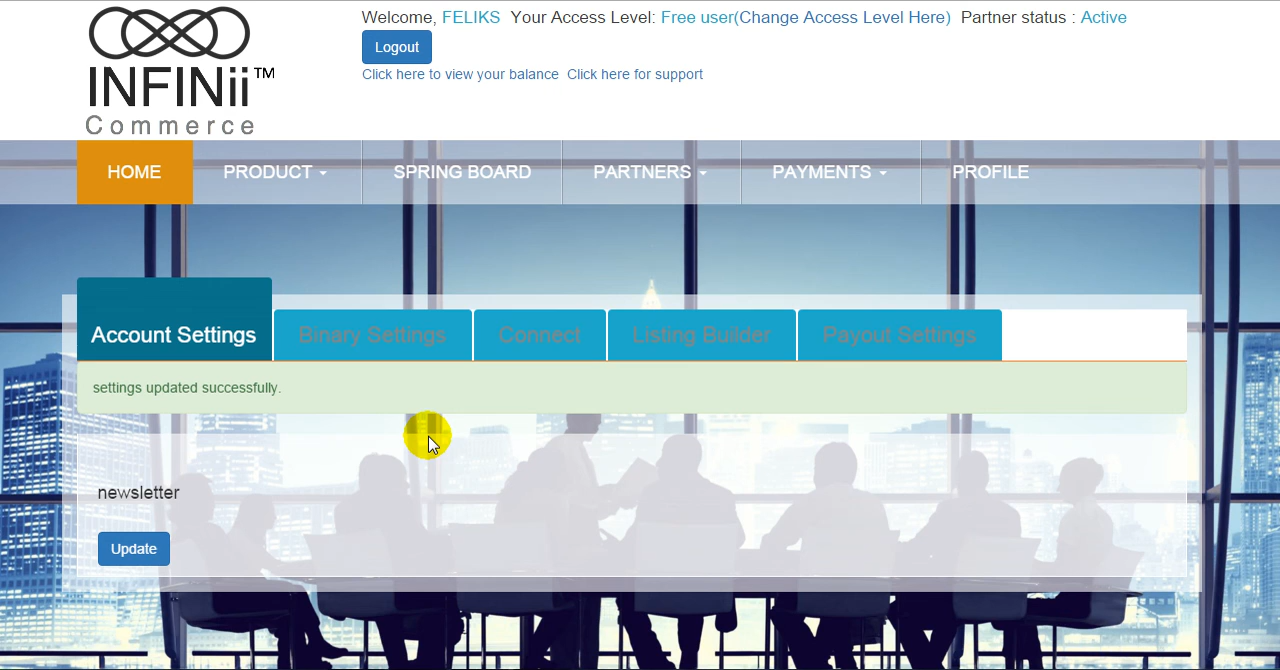 Welcome, FELIKS Your Access Level: Free user(Change Access Level Here) Partner status : Active
Logout
Click here to view your balance Click here for support
INFINii™
Commerce
HOME PRODUCT SPRING BOARD PARTNERS PAYMENTS PROFILE
Account Settings Binary Settings Connect Listing Builder Payout Settings
settings updated successfully.
newsletter
Update